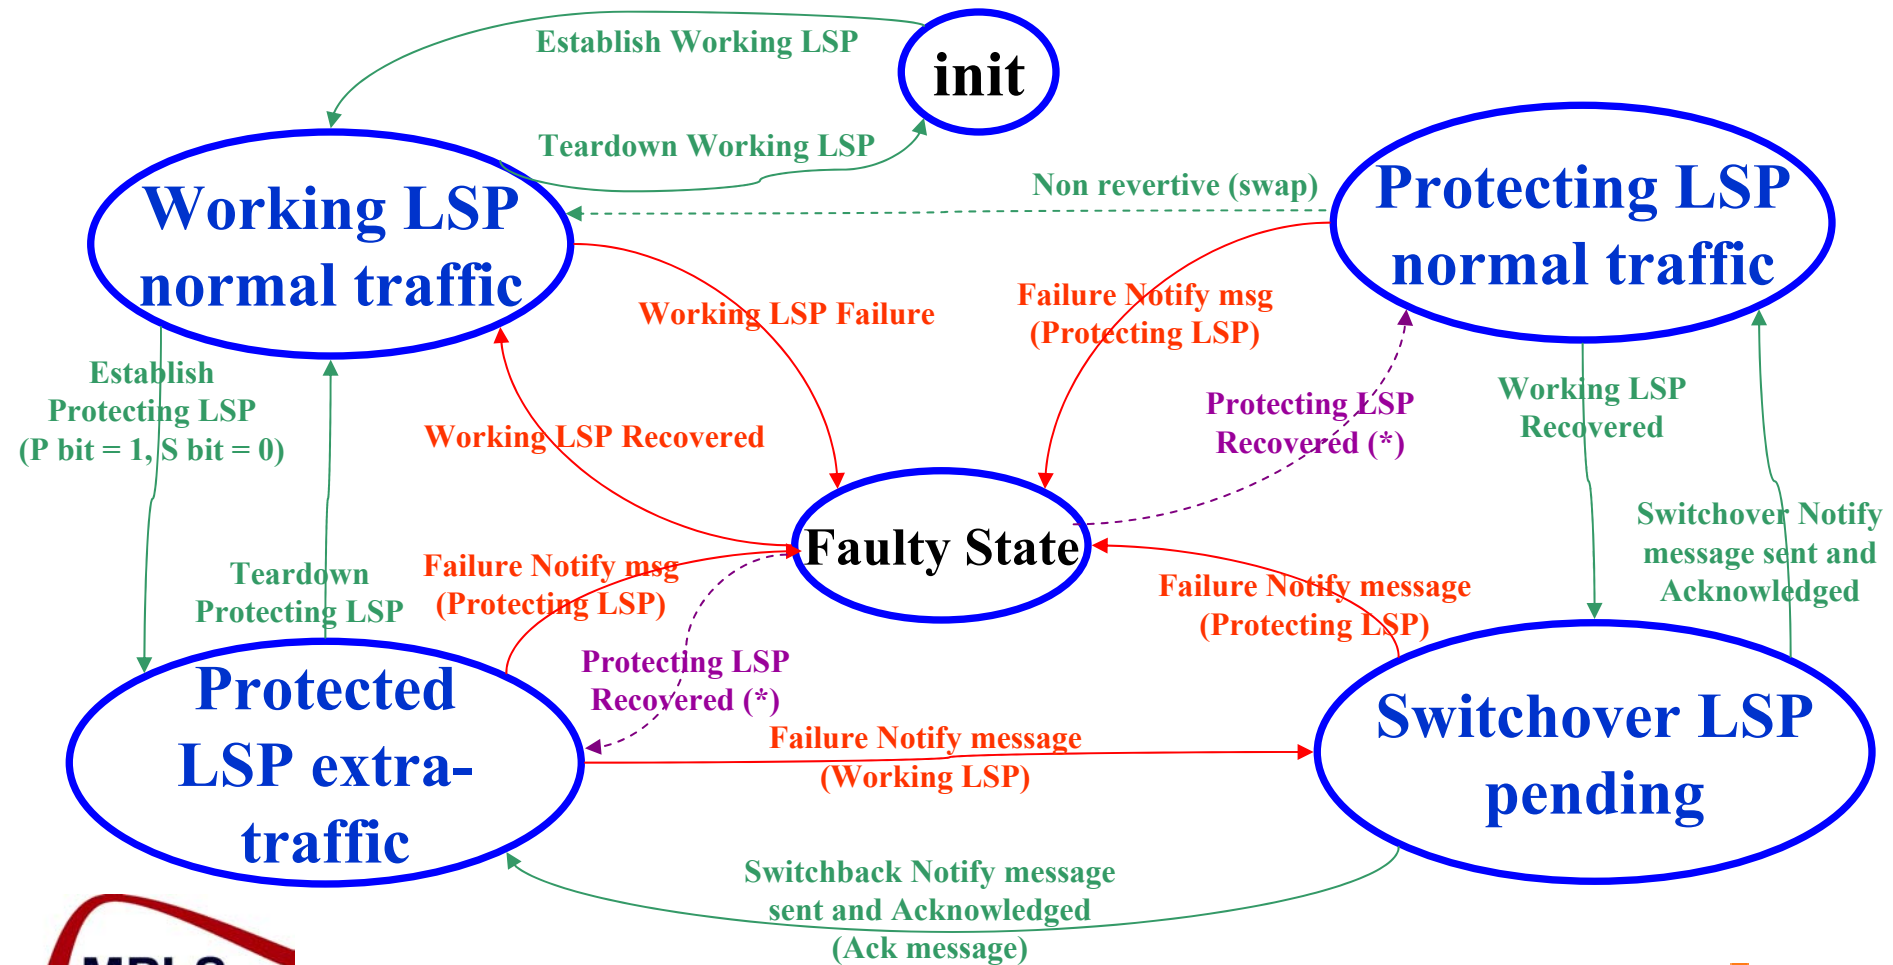 Establish Working LSP
init
Teardown Working LSP
Non revertive (swap)
Working LSP
normal traffic
Protecting LSP
normal traffic
Working LSP Failure
Failure Notify msg
(Protecting LSP)
Establish
Protecting LSP
(P bit = 1, S bit = 0)
Working LSP Recovered
Protecting LSP
Recovered (*)
Working LSP
Recovered
Switchover Notify
message sent and
Acknowledged
Faulty State
Teardown
Protecting LSP
Failure Notify msg
(Protecting LSP)
Failure Notify message
(Protecting LSP)
Protecting LSP
Recovered (*)
Protected
LSP extra-
traffic
Failure Notify message
(Working LSP)
Switchover LSP
pending
Switchback Notify message
sent and Acknowledged
(Ack message)
MPLS